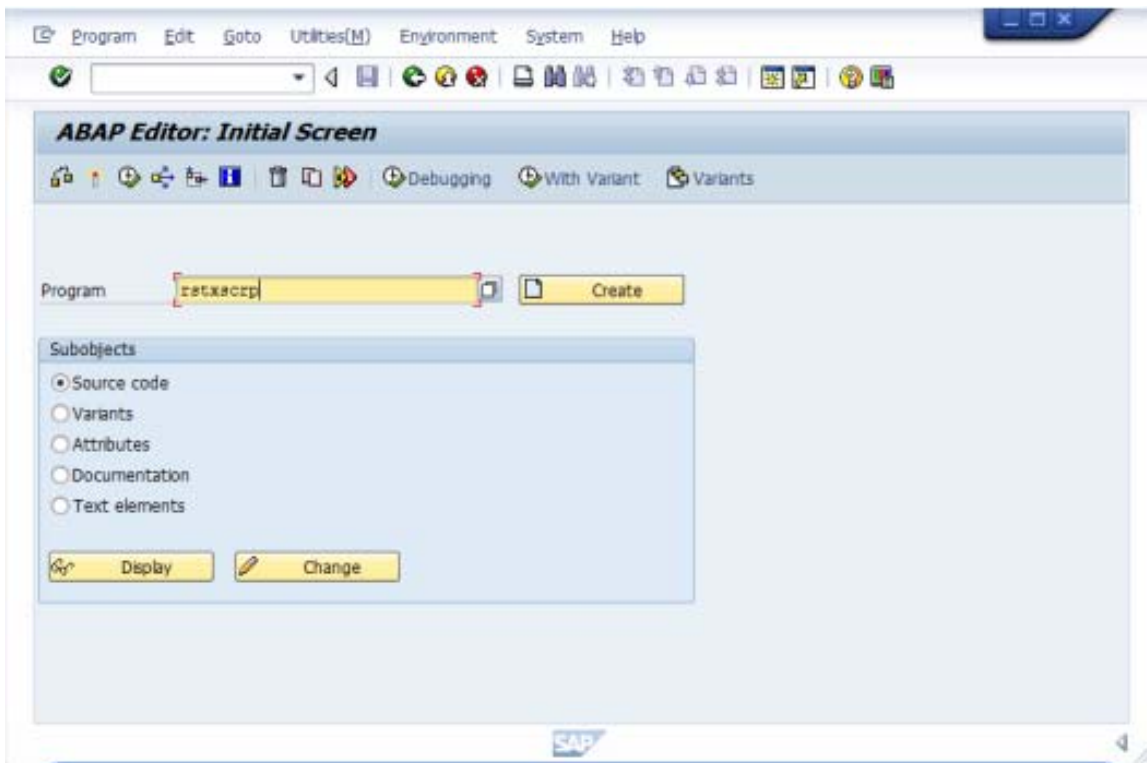 Program Edit Goto Utilities(M) Environment System Help
ABAP Editor: Initial Screen
Debugging With Variant Variants
Program rstxscrp Create
Subobjects
Source code
Variants
Attributes
Documentation
Text elements
Display Change
SAP